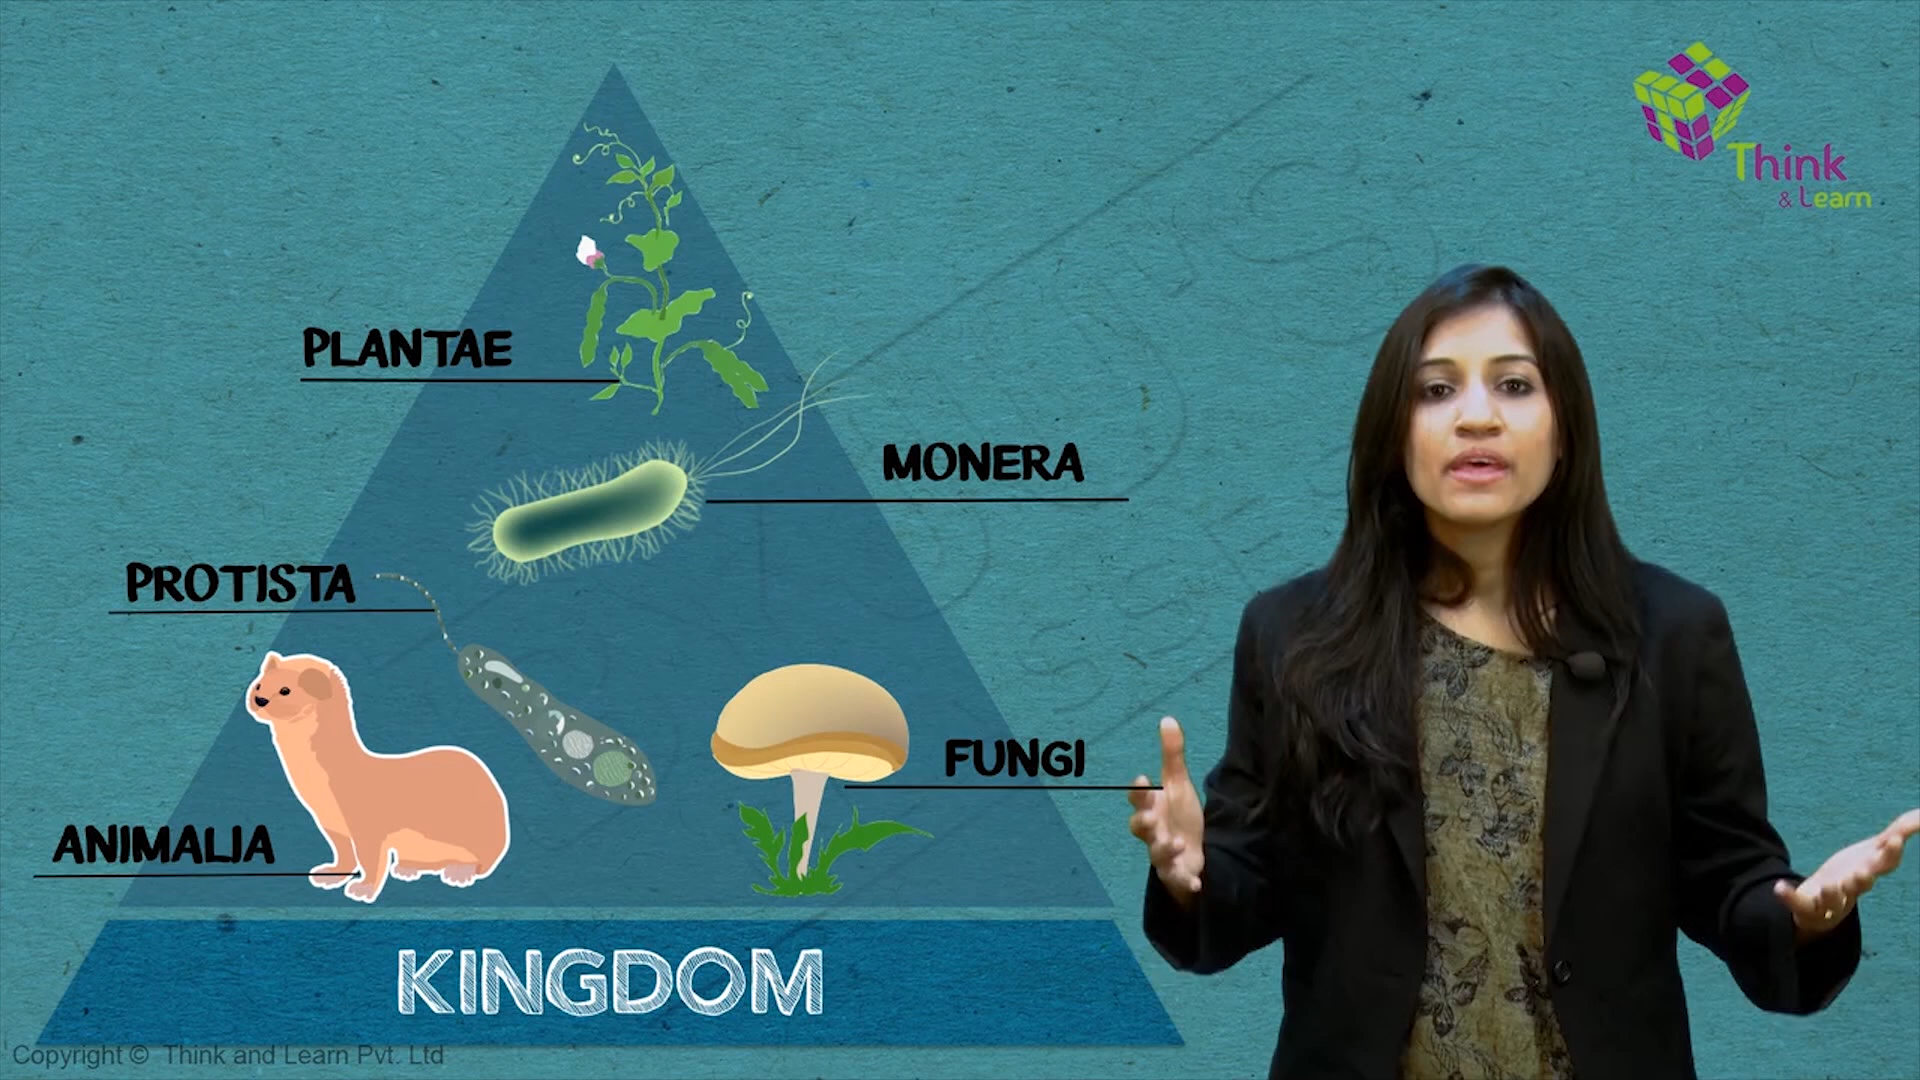 Think
& Learn
PLANTAE
MONERA
PROTISTA
FUNGI
ANIMALIA
KINGDOM
Copyright © Think and Learn Pvt. Ltd